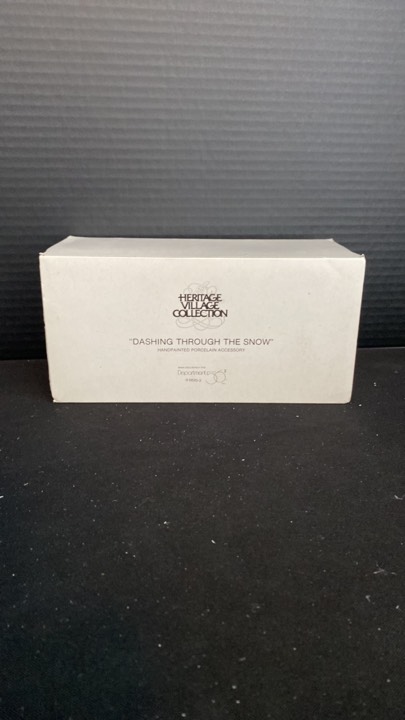 HERITAGE
VILLAGE
COLLECTION
"DASHING THROUGH THE SNOW"
HANDPAINTED PORCELAIN ACCESSORY
Department 56